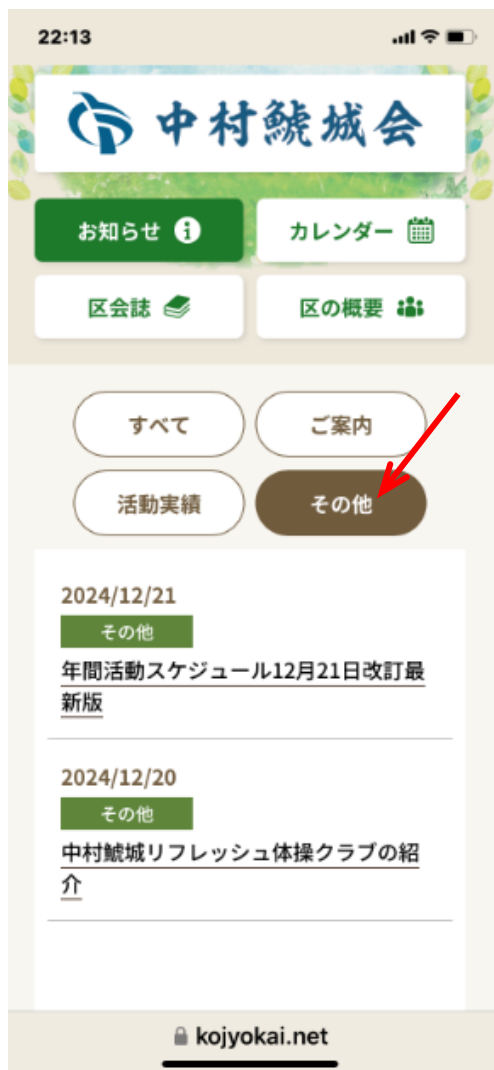 22:13
中村鯱城会
お知らせ
カレンダー
区会誌
区の概要
すべて
ご案内
活動実績
その他
2024/12/21
その他
年間活動スケジュール12月21日改訂最
新版
2024/12/20
その他
中村鯱城リフレッシュ体操クラブの紹
介
kojyokai.net